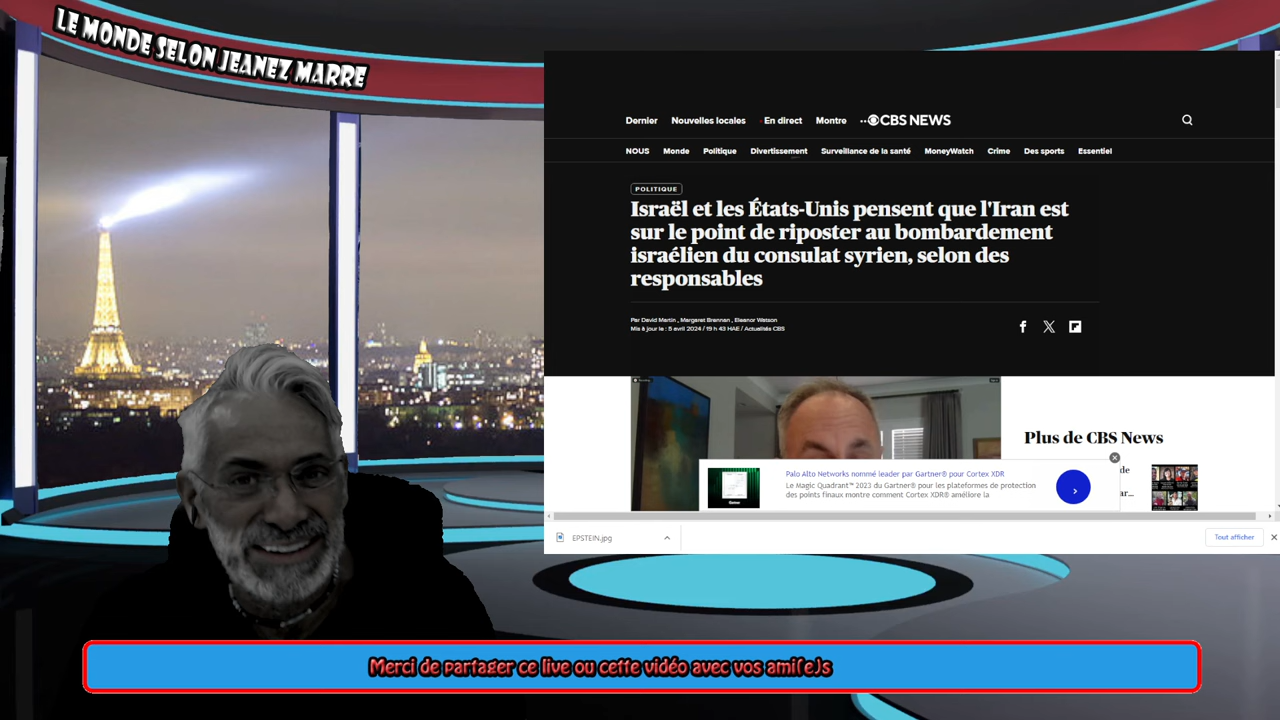 LE MONDE SELON JEANEZ MARRE
Dernier Nouvelles locales En direct Montre CBS NEWS
NOUS Monde Politique Divertissement Surveillance de la santé MoneyWatch Crime Des sports Essentiel
POLITIQUE
Israël et les États-Unis pensent que l'Iran est
sur le point de riposter au bombardement
israélien du consulat syrien, selon des
responsables
Par David Martin , Margaret Brennan , Eleanor Watson
Mis à jour le : 5 avril 2024 / 19 h 43 HAE / Actualités CBS
Plus de CBS News
Palo Alto Networks nommé leader par Gartner® pour Cortex XDR
Le Magic Quadrant™ 2023 du Gartner® pour les plateformes de protection
des points finaux montre comment Cortex XDR® améliore la
de
ar...
EPSTEIN.jpg
Tout afficher
Merci de partager ce live ou cette vidéo avec vos ami(e)s